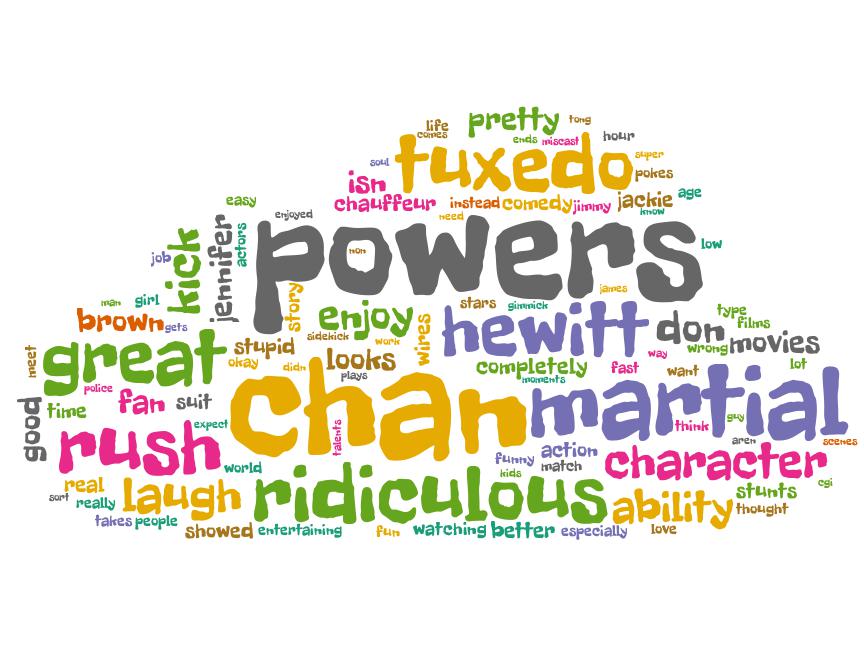 life
pretty
tong
comes
ends
miscast
hour
soul
tuxedo
super
isn
pokes
chauffeur
instead
comedy
jimmy
jackie
age
easy
enjoyed
need
know
kick
jennifer
actors
powers
non
low
job
james
man
girl
story
stars
gimmick
type
brown
gets
enjoy
hewitt
don
films
sidekick
work
wires
movies
great
stupid
looks
completely
way
wrong
meet
okay
didn
plays
moments
fast
want
lot
police
chan
martial
good
time
fan
suit
expect
talents
think
guy
rush
world
funny
action
aren
scenes
kids
match
character
cgi
real
sort
really
laugh
ridiculous
ability
stunts
thought
takes
people
showed
entertaining
fun
watching
better
especially
love